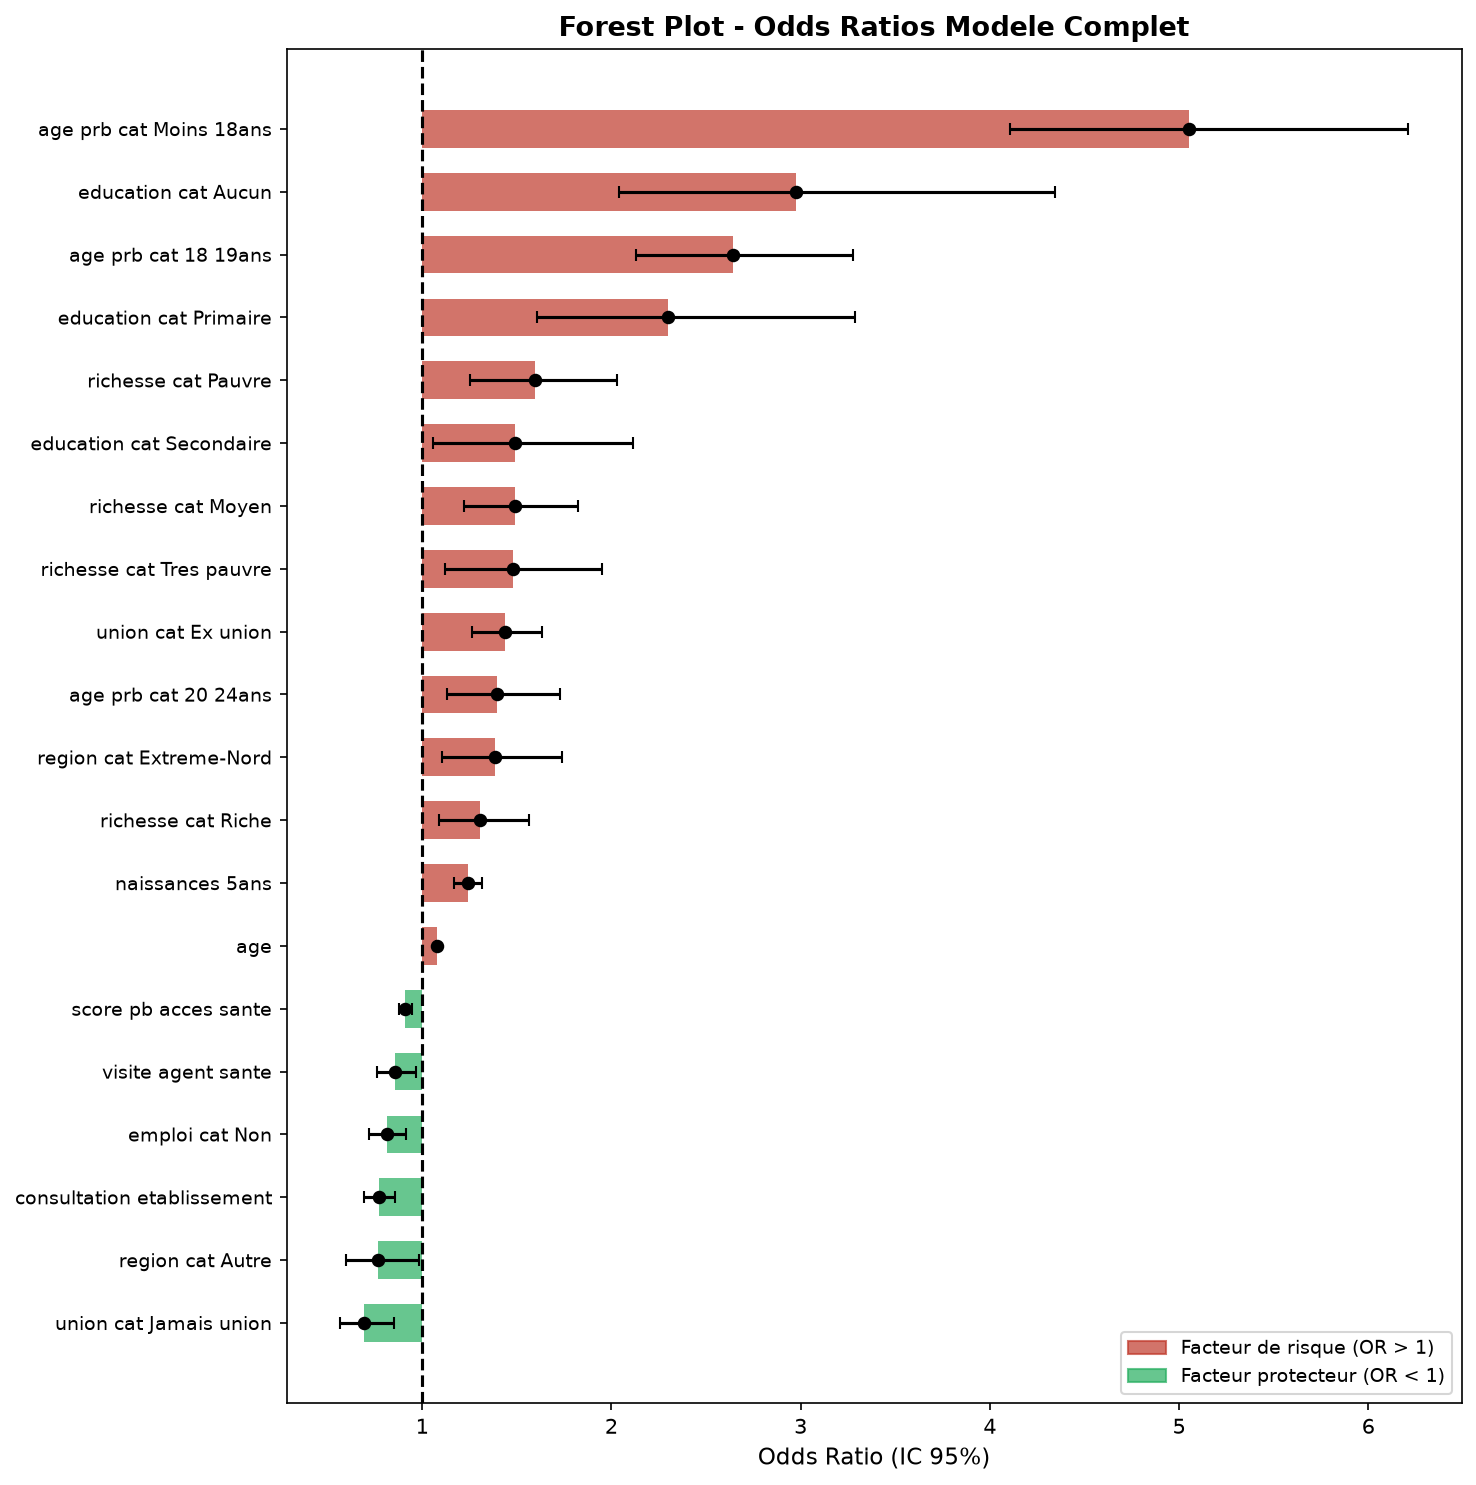 Forest Plot - Odds Ratios Modele Complet
age prb cat Moins 18ans
education cat Aucun
age prb cat 18 19ans
education cat Primaire
richesse cat Pauvre
education cat Secondaire
richesse cat Moyen
richesse cat Tres pauvre
union cat Ex union
age prb cat 20 24ans
region cat Extreme-Nord
richesse cat Riche
naissances 5ans
age
score pb acces sante
visite agent sante
emploi cat Non
consultation etablissement
region cat Autre
union cat Jamais union
Facteur de risque (OR > 1)
Facteur protecteur (OR < 1)
1 2 3 4 5 6
Odds Ratio (IC 95%)